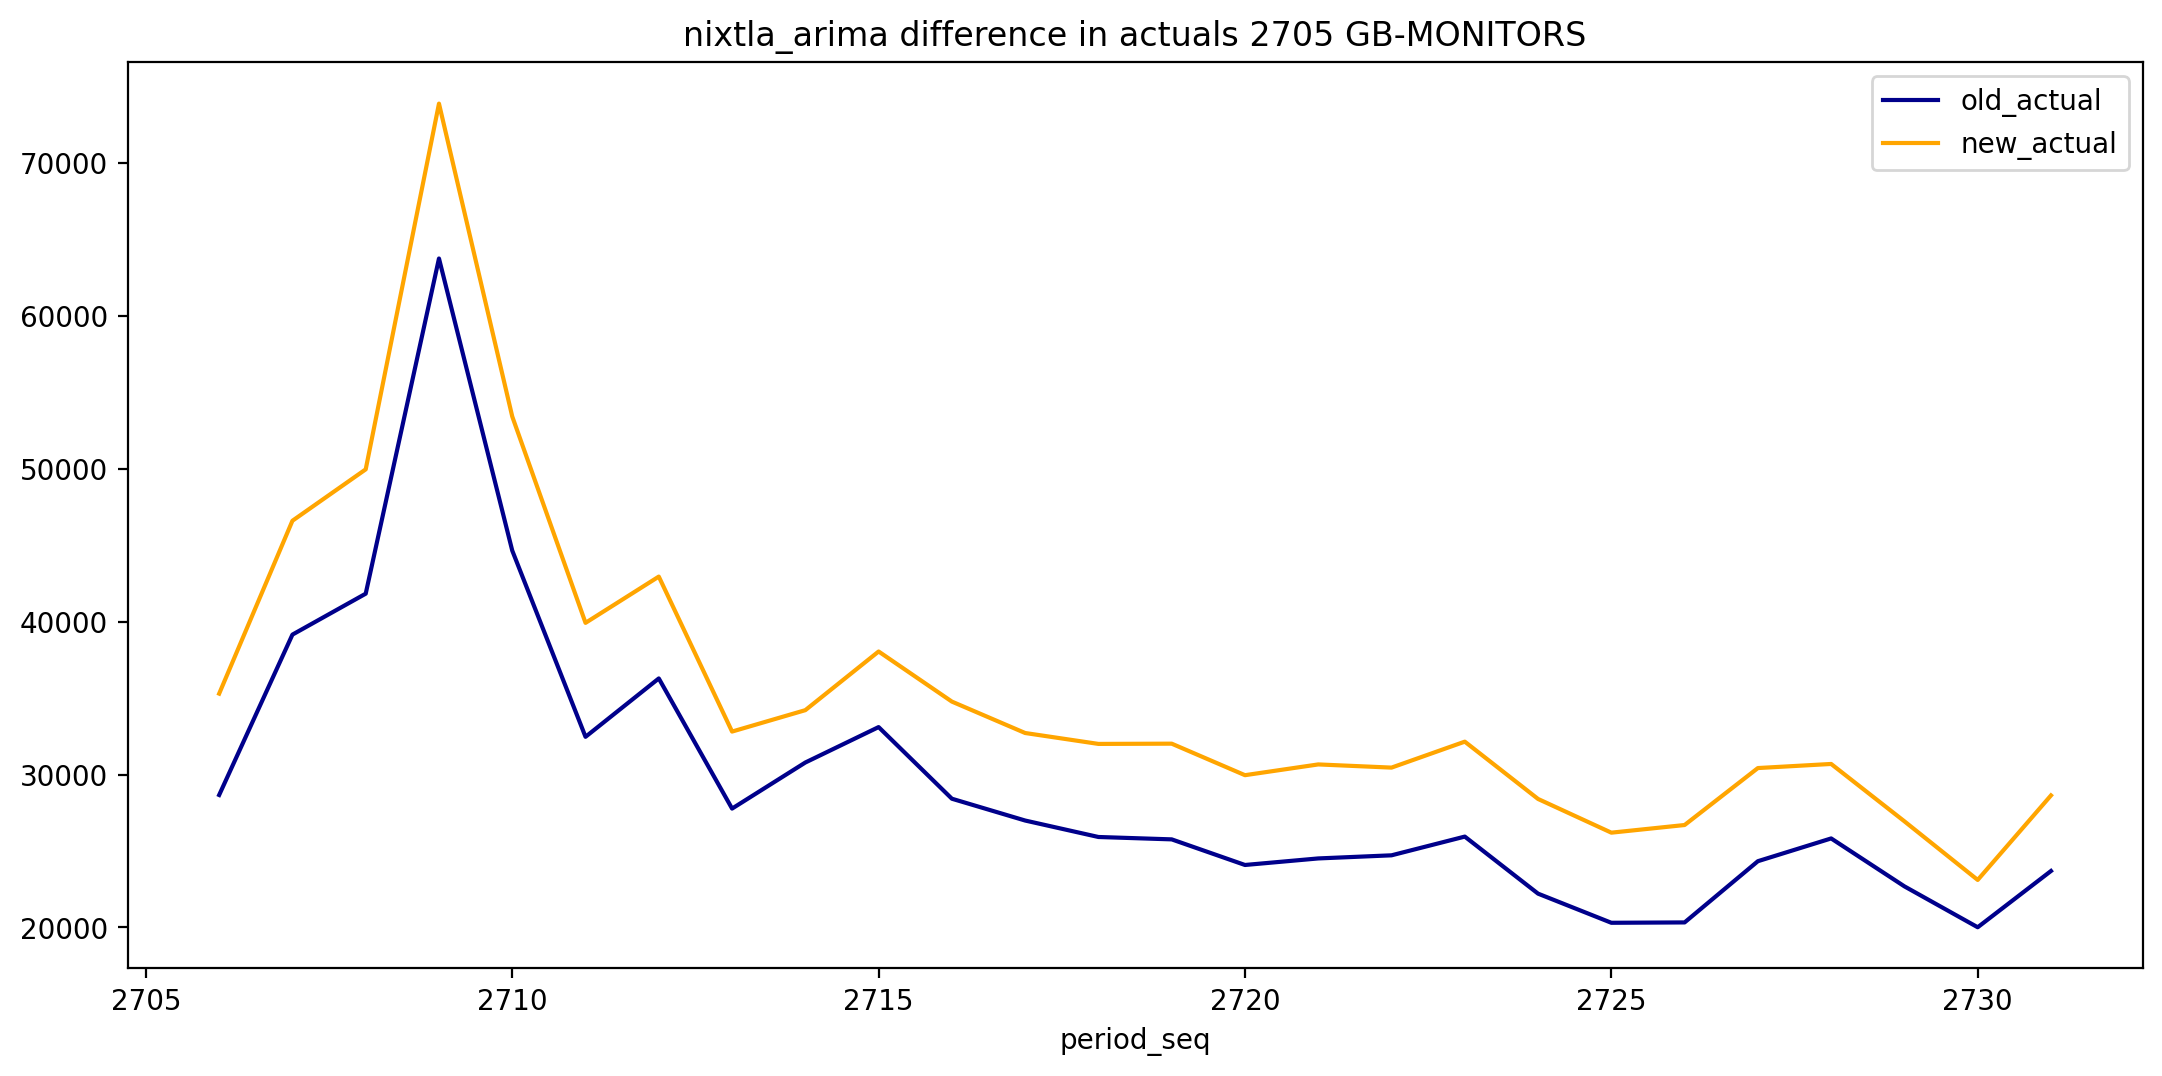 nixtla_arima difference in actuals 2705 GB-MONITORS
old_actual
new_actual
70000
60000
50000
40000
30000
20000
2705 2710 2715 2720 2725 2730
period_seq